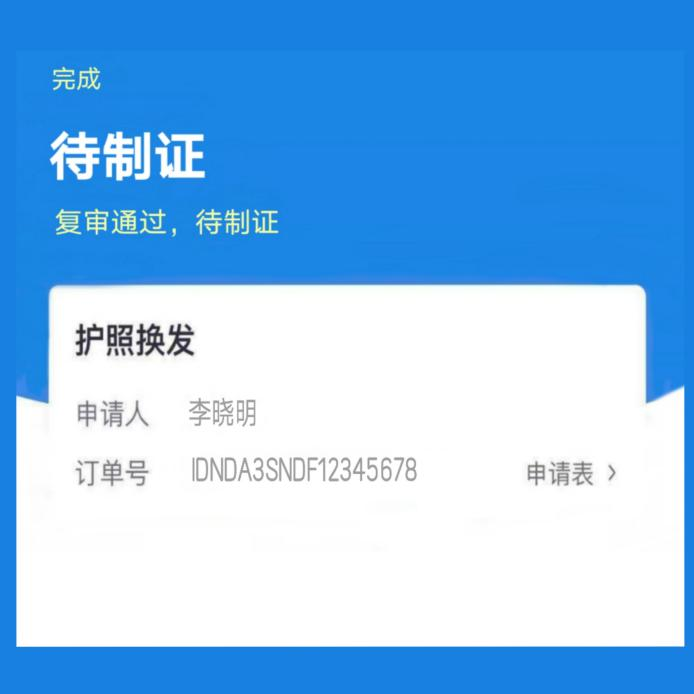 完成
待制证
复审通过，待制证
护照换发
申请人 李晓明
订单号 IDNDA3SNDF12345678 申请表 >